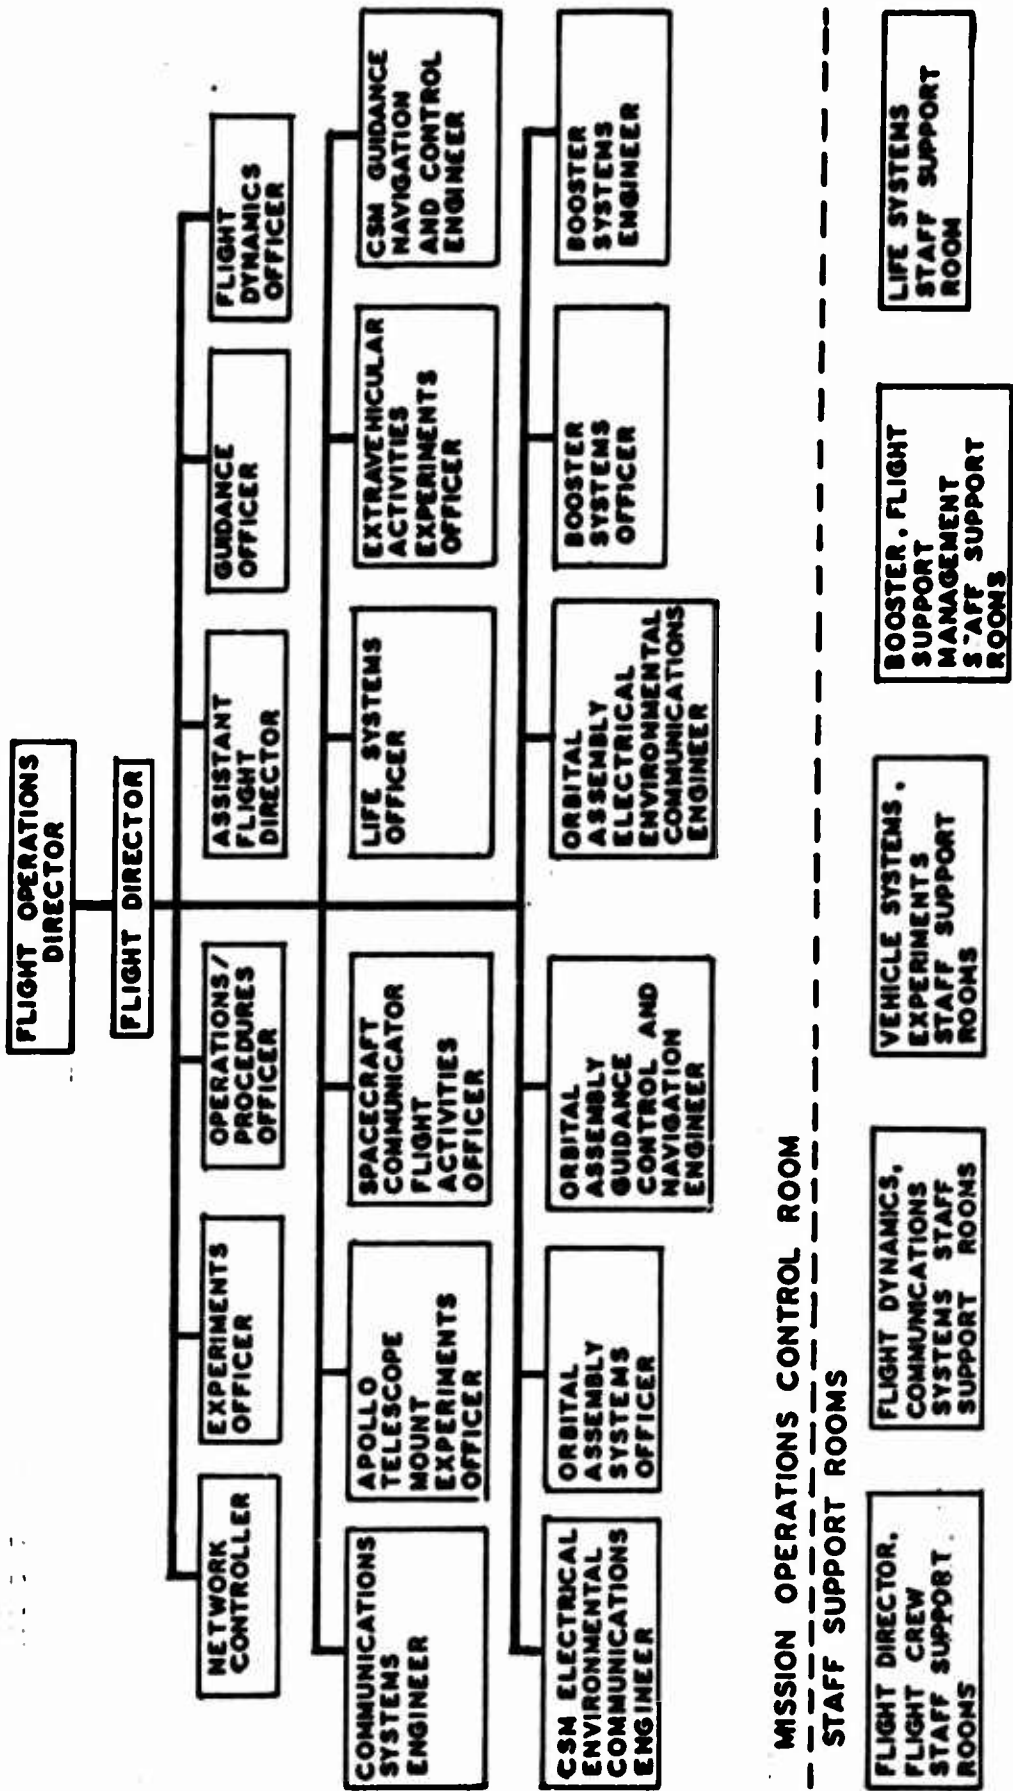 FLIGHT OPERATIONS
DIRECTOR
FLIGHT DIRECTOR
NETWORK
CONTROLLER
EXPERIMENTS
OFFICER
OPERATIONS/
PROCEDURES
OFFICER
ASSISTANT
FLIGHT
DIRECTOR
GUIDANCE
OFFICER
FLIGHT
DYNAMICS
OFFICER
COMMUNICATIONS
SYSTEMS
ENGINEER
APOLLO
TELESCOPE
MOUNT
EXPERIMENTS
OFFICER
SPACECRAFT
COMMUNICATOR
FLIGHT
ACTIVITIES
OFFICER
LIFE SYSTEMS
OFFICER
EXTRAVEHICULAR
ACTIVITIES
EXPERIMENTS
OFFICER
CSM GUIDANCE
NAVIGATION
AND CONTROL
ENGINEER
CSM ELECTRICAL
ENVIRONMENTAL
COMMUNICATIONS
ENGINEER
ORBITAL
ASSEMBLY
SYSTEMS
OFFICER
ORBITAL
ASSEMBLY
GUIDANCE
CONTROL AND
NAVIGATION
ENGINEER
ORBITAL
ASSEMBLY
ELECTRICAL
ENVIRONMENTAL
COMMUNICATIONS
ENGINEER
BOOSTER
SYSTEMS
OFFICER
BOOSTER
SYSTEMS
ENGINEER
MISSION OPERATIONS CONTROL ROOM
STAFF SUPPORT ROOMS
FLIGHT DIRECTOR,
FLIGHT CREW
STAFF SUPPORT
ROOMS
FLIGHT DYNAMICS,
COMMUNICATIONS
SYSTEMS STAFF
SUPPORT ROOMS
VEHICLE SYSTEMS,
EXPERIMENTS
STAFF SUPPORT
ROOMS
BOOSTER, FLIGHT
SUPPORT
MANAGEMENT
S'AFF SUPPORT
ROOMS
LIFE SYSTEMS
STAFF SUPPORT
ROOM